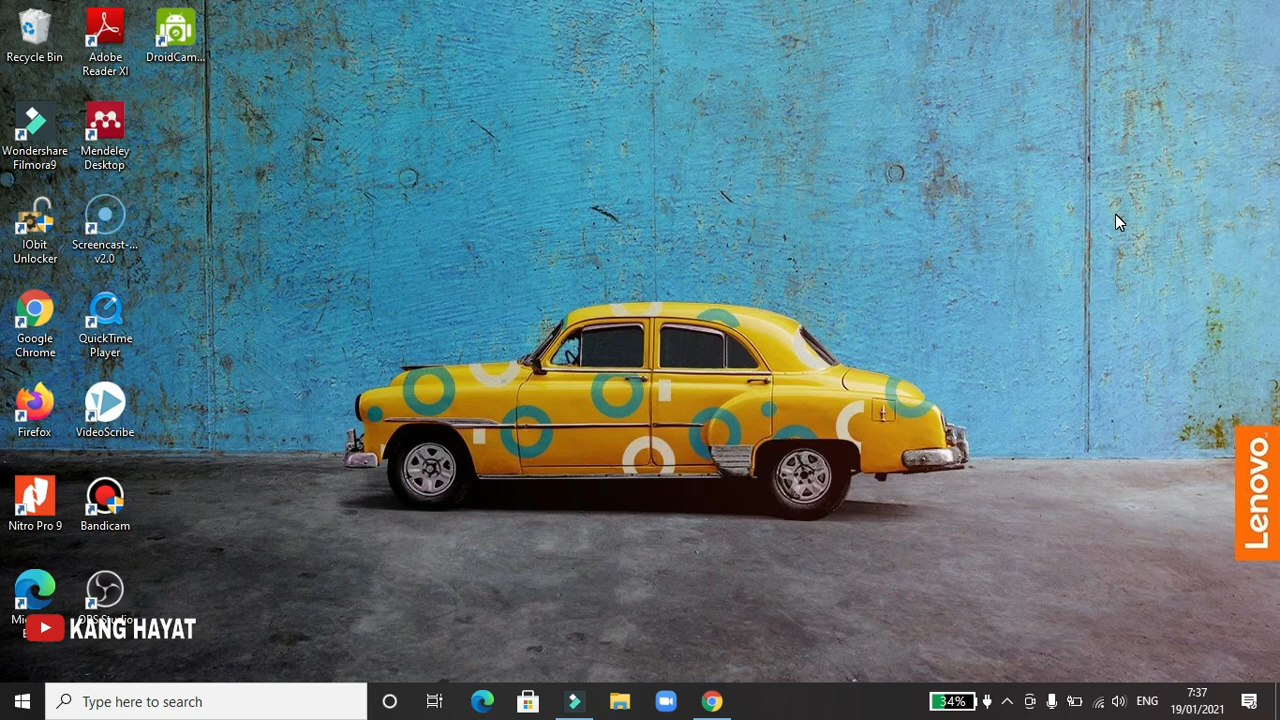 Recycle Bin
Adobe
Reader XI
DroidCam...
Wondershare
Filmora9
Mendeley
Desktop
IObit
Unlocker
Screencast-...
v2.0
Google
Chrome
QuickTime
Player
Firefox
VideoScribe
Nitro Pro 9
Bandicam
KANG HAYAT
Lenovo
Type here to search
34%
ENG
7:37
19/01/2021